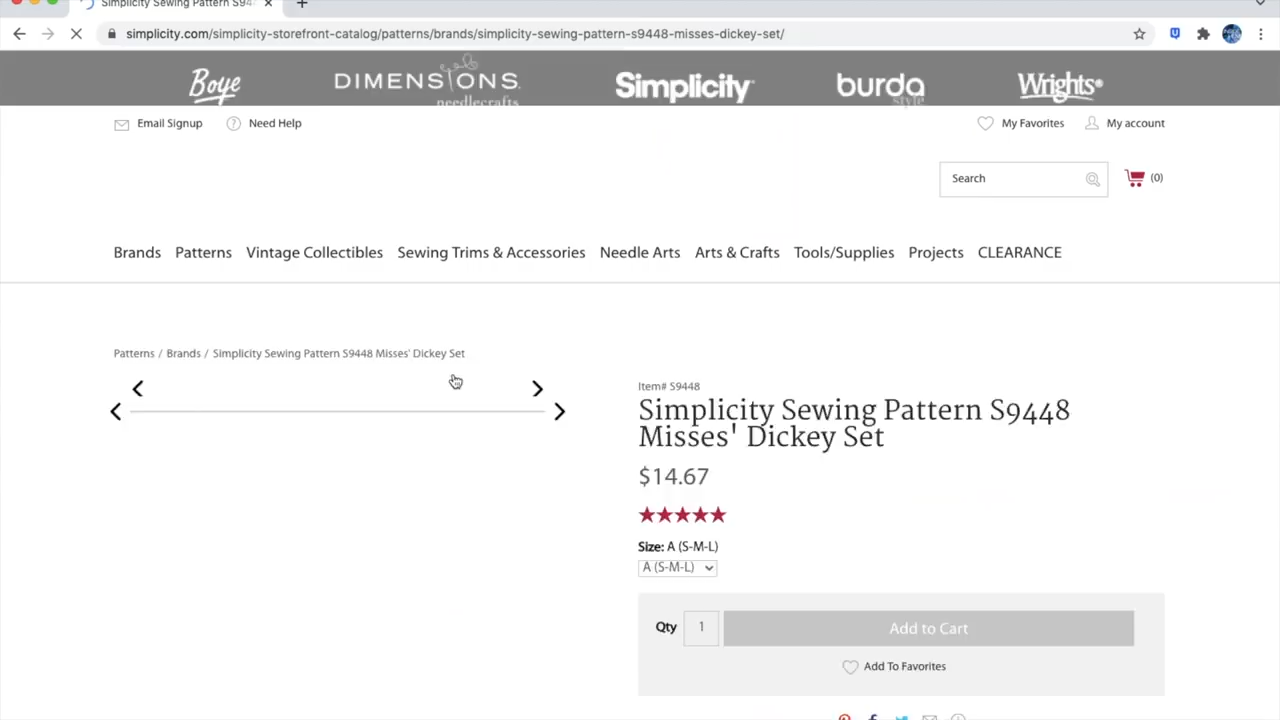 Simplicity Sewing Pattern S94
simplicity.com/simplicity-storefront-catalog/patterns/brands/simplicity-sewing-pattern-s9448-misses-dickey-set/
Boye DIMENSIONS. Simplicity burda Wrights®
needlecrafts style
Email Signup ? Need Help My Favorites My account
Search (0)
Brands Patterns Vintage Collectibles Sewing Trims & Accessories Needle Arts Arts & Crafts Tools/Supplies Projects CLEARANCE
Patterns / Brands / Simplicity Sewing Pattern S9448 Misses' Dickey Set
Item# S9448
Simplicity Sewing Pattern S9448
Misses' Dickey Set
$14.67
Size: A (S-M-L)
A (S-M-L)
Qty 1 Add to Cart
Add To Favorites